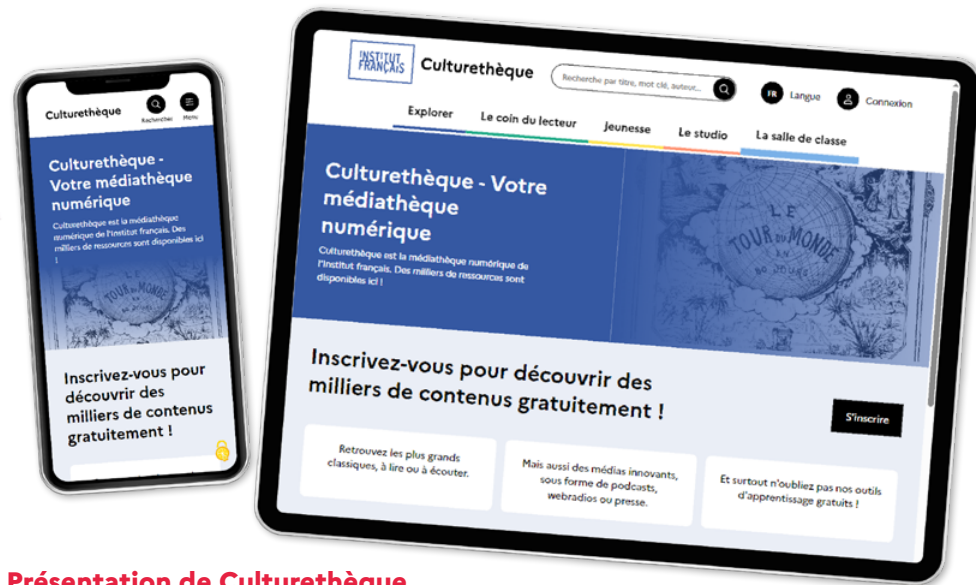 Culturethèque
Rechercher
Menu
Culturethèque -
Votre médiathèque
numérique
Culturethèque est la médiathèque
numérique de l'Institut français. Des
milliers de ressources sont disponibles ici
!
TOUR DU MONDE
Inscrivez-vous pour
découvrir des
milliers de contenus
gratuitement !
INSTITUT
FRANÇAIS
Culturethèque
Recherche par titre, mot clé, auteur...
FR
Langue
Connexion
Explorer
Le coin du lecteur
Jeunesse
Le studio
La salle de classe
Culturethèque - Votre
médiathèque
numérique
Culturethèque est la médiathèque numérique de
l'Institut français. Des milliers de ressources sont
disponibles ici !
LE
TOUR DU MONDE
EN
80 JOURS
Inscrivez-vous pour découvrir des
milliers de contenus gratuitement !
S'inscrire
Retrouvez les plus grands
classiques, à lire ou à écouter.
Mais aussi des médias innovants,
sous forme de podcasts,
webradios ou presse.
Et surtout n'oubliez pas nos outils
d'apprentissage gratuits !
Présentation de Culturethèque